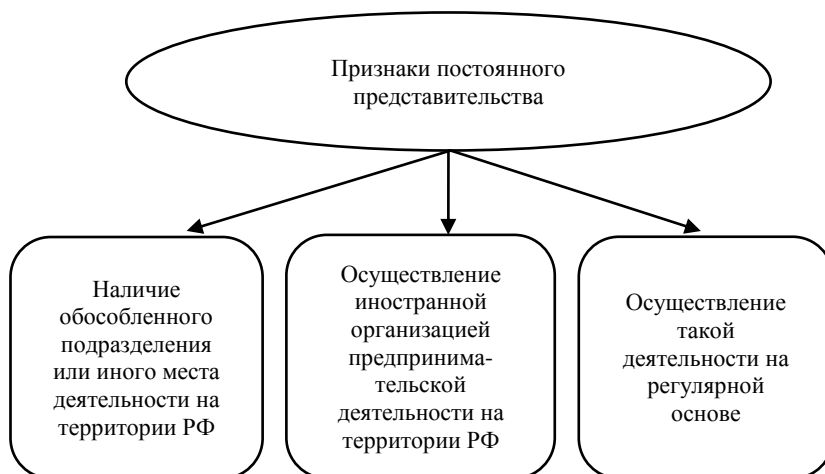 Признаки постоянного
представительства
Наличие
обособленного
подразделения
или иного места
деятельности на
территории РФ
Осуществление
иностранной
организацией
предпринима-
тельской
деятельности на
территории РФ
Осуществление
такой
деятельности на
регулярной
основе